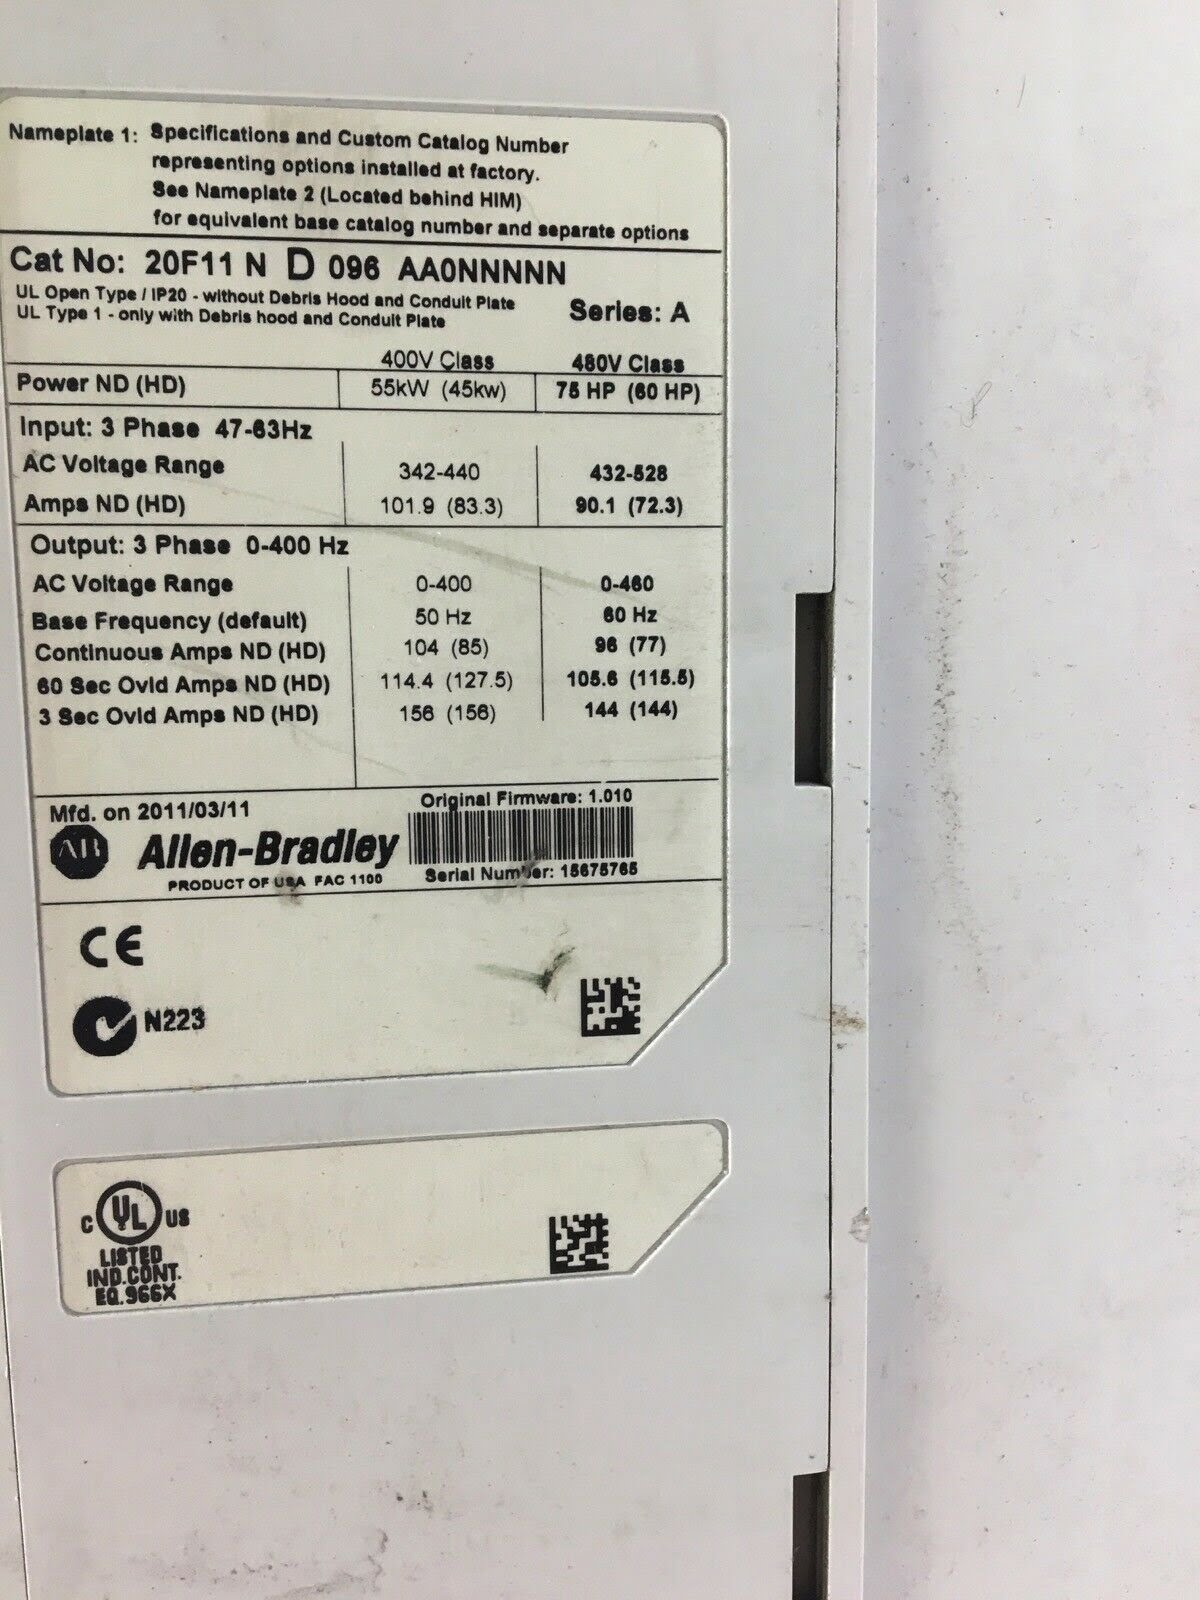 Nameplate 1: Specifications and Custom Catalog Number
representing options installed at factory.
See Nameplate 2 (Located behind HIM)
for equivalent base catalog number and separate options
Cat No: 20F11 N D 096 AA0NNNNN
UL Open Type / IP20 - without Debris Hood and Conduit Plate
UL Type 1 - only with Debris hood and Conduit Plate
Series: A
400V Class 480V Class
Power ND (HD) 55kW (45kw) 75 HP (60 HP)
Input: 3 Phase 47-63Hz
AC Voltage Range 342-440 432-528
Amps ND (HD) 101.9 (83.3) 90.1 (72.3)
Output: 3 Phase 0-400 Hz
AC Voltage Range 0-400 0-460
Base Frequency (default) 50 Hz 60 Hz
Continuous Amps ND (HD) 104 (85) 96 (77)
60 Sec Ovld Amps ND (HD) 114.4 (127.5) 105.6 (115.5)
3 Sec Ovld Amps ND (HD) 156 (156) 144 (144)
Mfd. on 2011/03/11
Original Firmware: 1.010
AB Allen-Bradley
PRODUCT OF USA FAC 1100
Serial Number: 15675765
CE
N223
C UL US
LISTED
IND.CONT.
EQ.966X